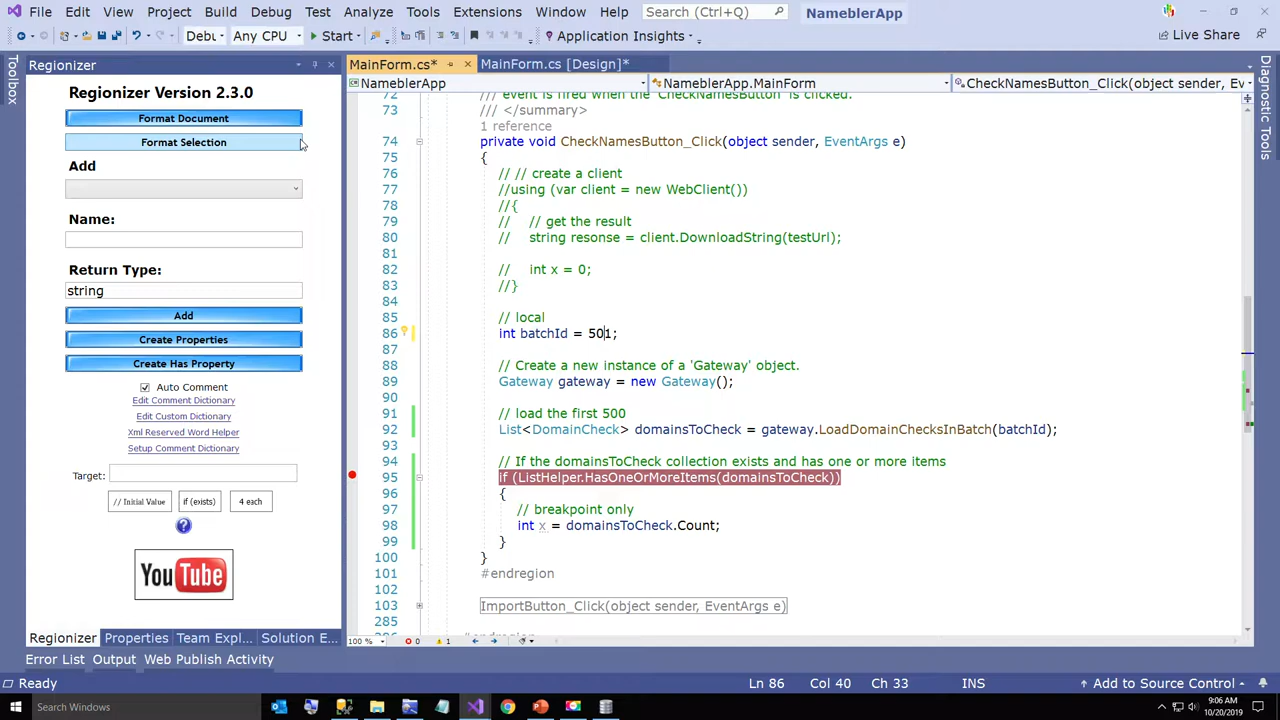 File Edit View Project Build Debug Test Analyze Tools Extensions Window Help Search (Ctrl+Q) NameblerApp
Debu Any CPU Start Application Insights Live Share
Toolbox
Regionizer
Regionizer Version 2.3.0
Format Document
Format Selection
Add
Name:
Return Type:
string
Add
Create Properties
Create Has Property
Auto Comment
Edit Comment Dictionary
Edit Custom Dictionary
Xml Reserved Word Helper
Setup Comment Dictionary
Target:
// Initial Value if (exists) 4 each
?
YouTube
Regionizer Properties Team Expl... Solution E...
MainForm.cs* MainForm.cs [Design]*
NameblerApp NameblerApp.MainForm CheckNamesButton_Click(object sender, Ev
72 /// event is fired when the 'CheckNamesButton' is clicked.
73 /// </summary>
1 reference
74 private void CheckNamesButton_Click(object sender, EventArgs e)
75 {
76 // // create a client
77 //using (var client = new WebClient())
78 //{
79 // // get the result
80 // string resonse = client.DownloadString(testUrl);
81
82 // int x = 0;
83 //}
84
85 // local
86 int batchId = 501;
87
88 // Create a new instance of a 'Gateway' object.
89 Gateway gateway = new Gateway();
90
91 // load the first 500
92 List<DomainCheck> domainsToCheck = gateway.LoadDomainChecksInBatch(batchId);
93
94 // If the domainsToCheck collection exists and has one or more items
95 if (ListHelper.HasOneOrMoreItems(domainsToCheck))
96 {
97 // breakpoint only
98 int x = domainsToCheck.Count;
99 }
100 }
101 #endregion
102
103 ImportButton_Click(object sender, EventArgs e)
285
286 #endregion
100 % 0 1
Diagnostic Tools
Error List Output Web Publish Activity
Ready Ln 86 Col 40 Ch 33 INS Add to Source Control
Search Windows
9:06 AM
10/20/2019